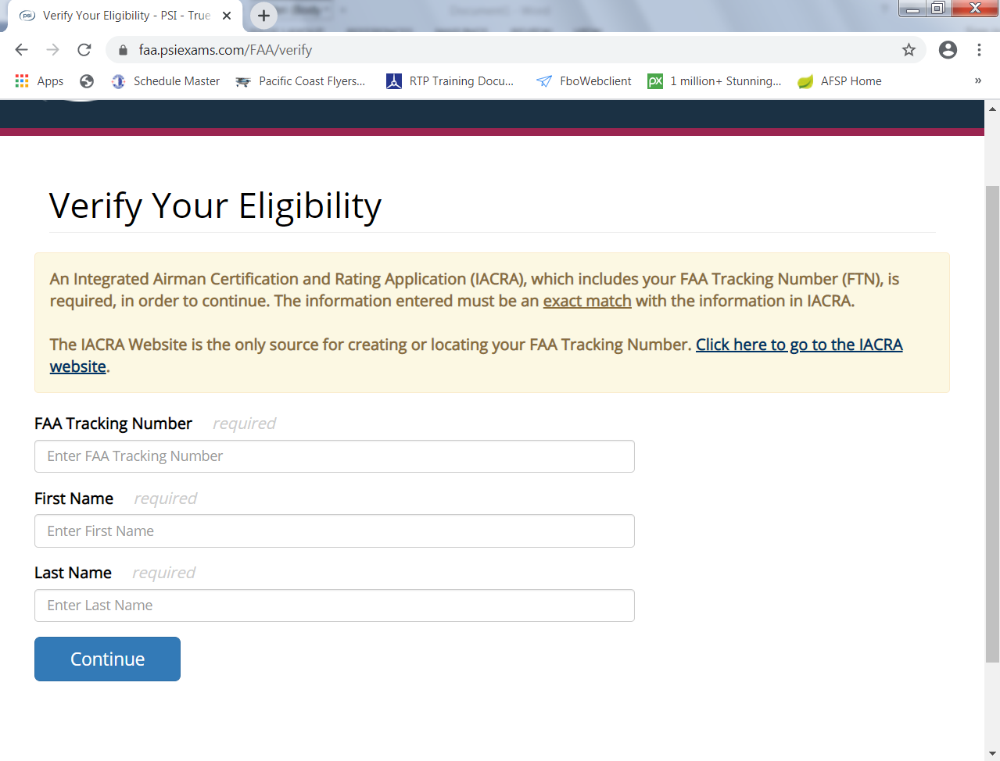 Verify Your Eligibility - PSI - True
faa.psiexams.com/FAA/verify
Apps Schedule Master Pacific Coast Flyers... RTP Training Docu... FboWebclient 1 million+ Stunning... AFSP Home »
Verify Your Eligibility
An Integrated Airman Certification and Rating Application (IACRA), which includes your FAA Tracking Number (FTN), is
required, in order to continue. The information entered must be an exact match with the information in IACRA.
The IACRA Website is the only source for creating or locating your FAA Tracking Number. Click here to go to the IACRA
website.
FAA Tracking Number required
Enter FAA Tracking Number
First Name required
Enter First Name
Last Name required
Enter Last Name
Continue